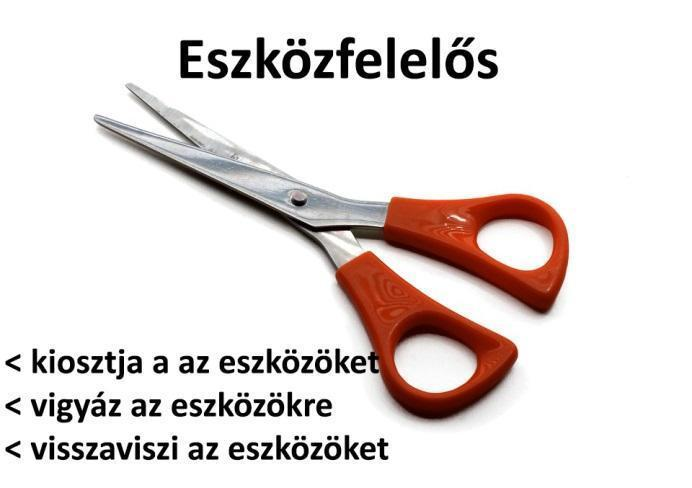 Eszközfelelős
< kiosztja a az eszközöket
< vigyáz az eszközökre
< visszaviszi az eszközöket